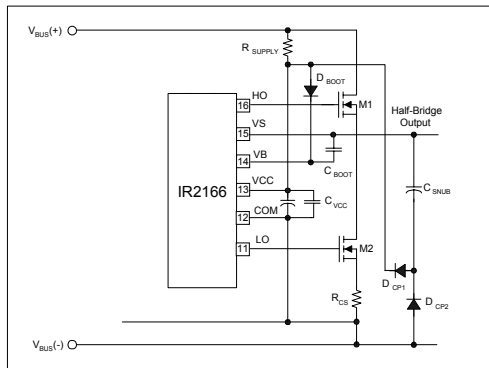 VBUS(+)
RSUPPLY
DBOOT
HO
16
M1
Half-Bridge
Output
VS
15
VB
14
CBOOT
CSNUB
IR2166
VCC
13
CVCC
COM
12
LO
11
M2
DCP1
RCS
DCP2
VBUS(-)